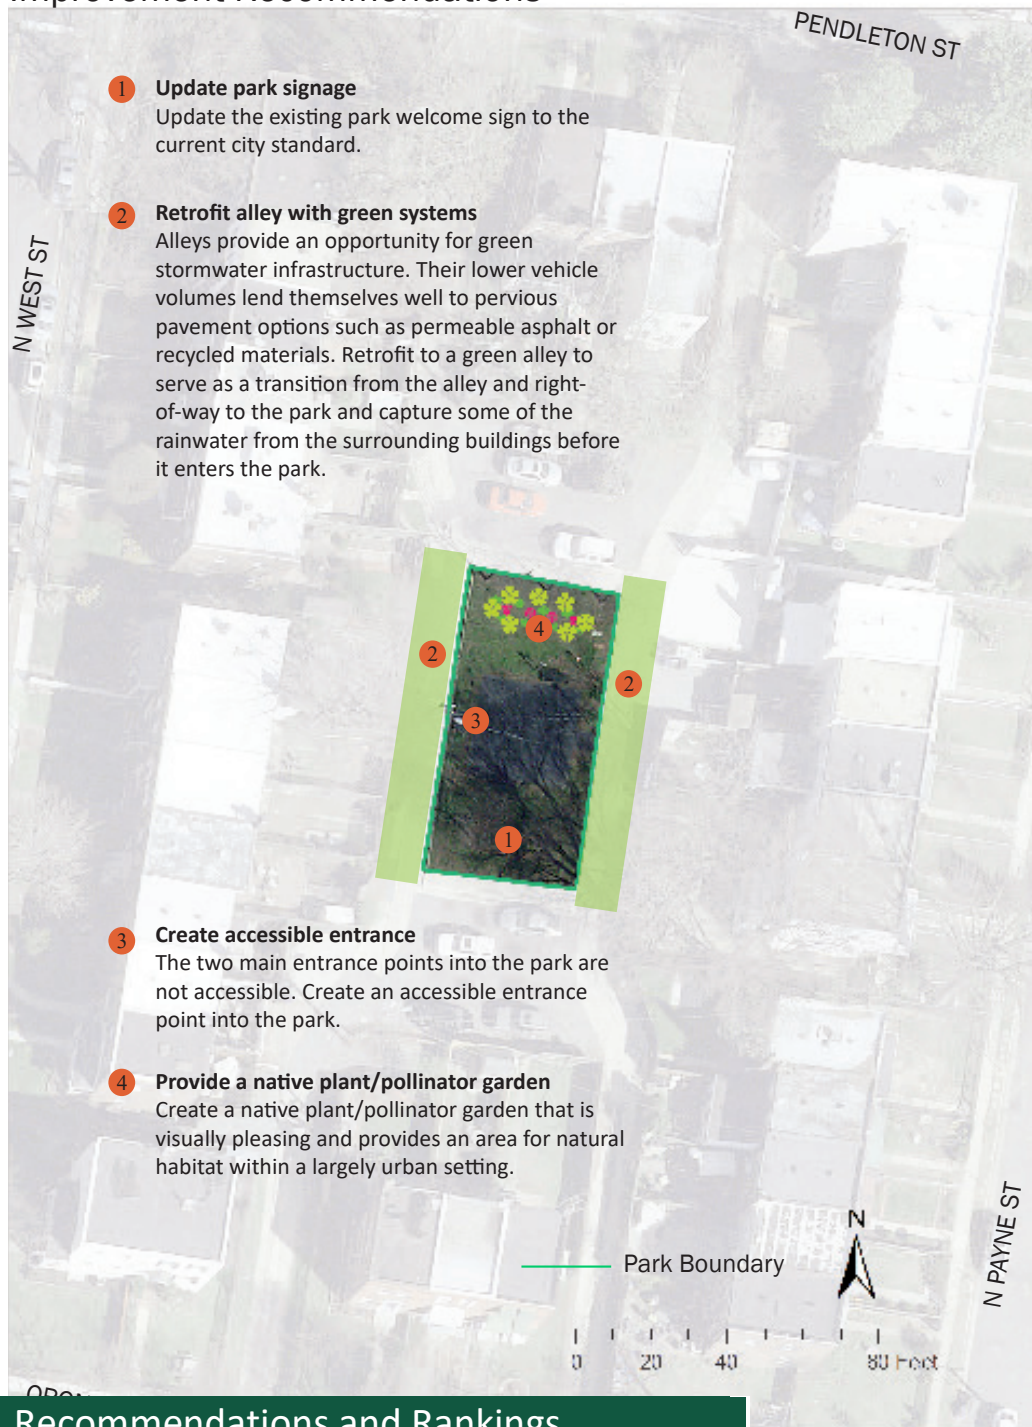 Improvement Recommendations
PENDLETON ST
1 Update park signage
Update the existing park welcome sign to the
current city standard.
2 Retrofit alley with green systems
Alleys provide an opportunity for green
stormwater infrastructure. Their lower vehicle
volumes lend themselves well to pervious
pavement options such as permeable asphalt or
recycled materials. Retrofit to a green alley to
serve as a transition from the alley and right-
of-way to the park and capture some of the
rainwater from the surrounding buildings before
it enters the park.
N WEST ST
4
2
2
3
1
3 Create accessible entrance
The two main entrance points into the park are
not accessible. Create an accessible entrance
point into the park.
4 Provide a native plant/pollinator garden
Create a native plant/pollinator garden that is
visually pleasing and provides an area for natural
habitat within a largely urban setting.
N PAYNE ST
N
Park Boundary
0 20 40 80 Feet
Recommendations and Rankings